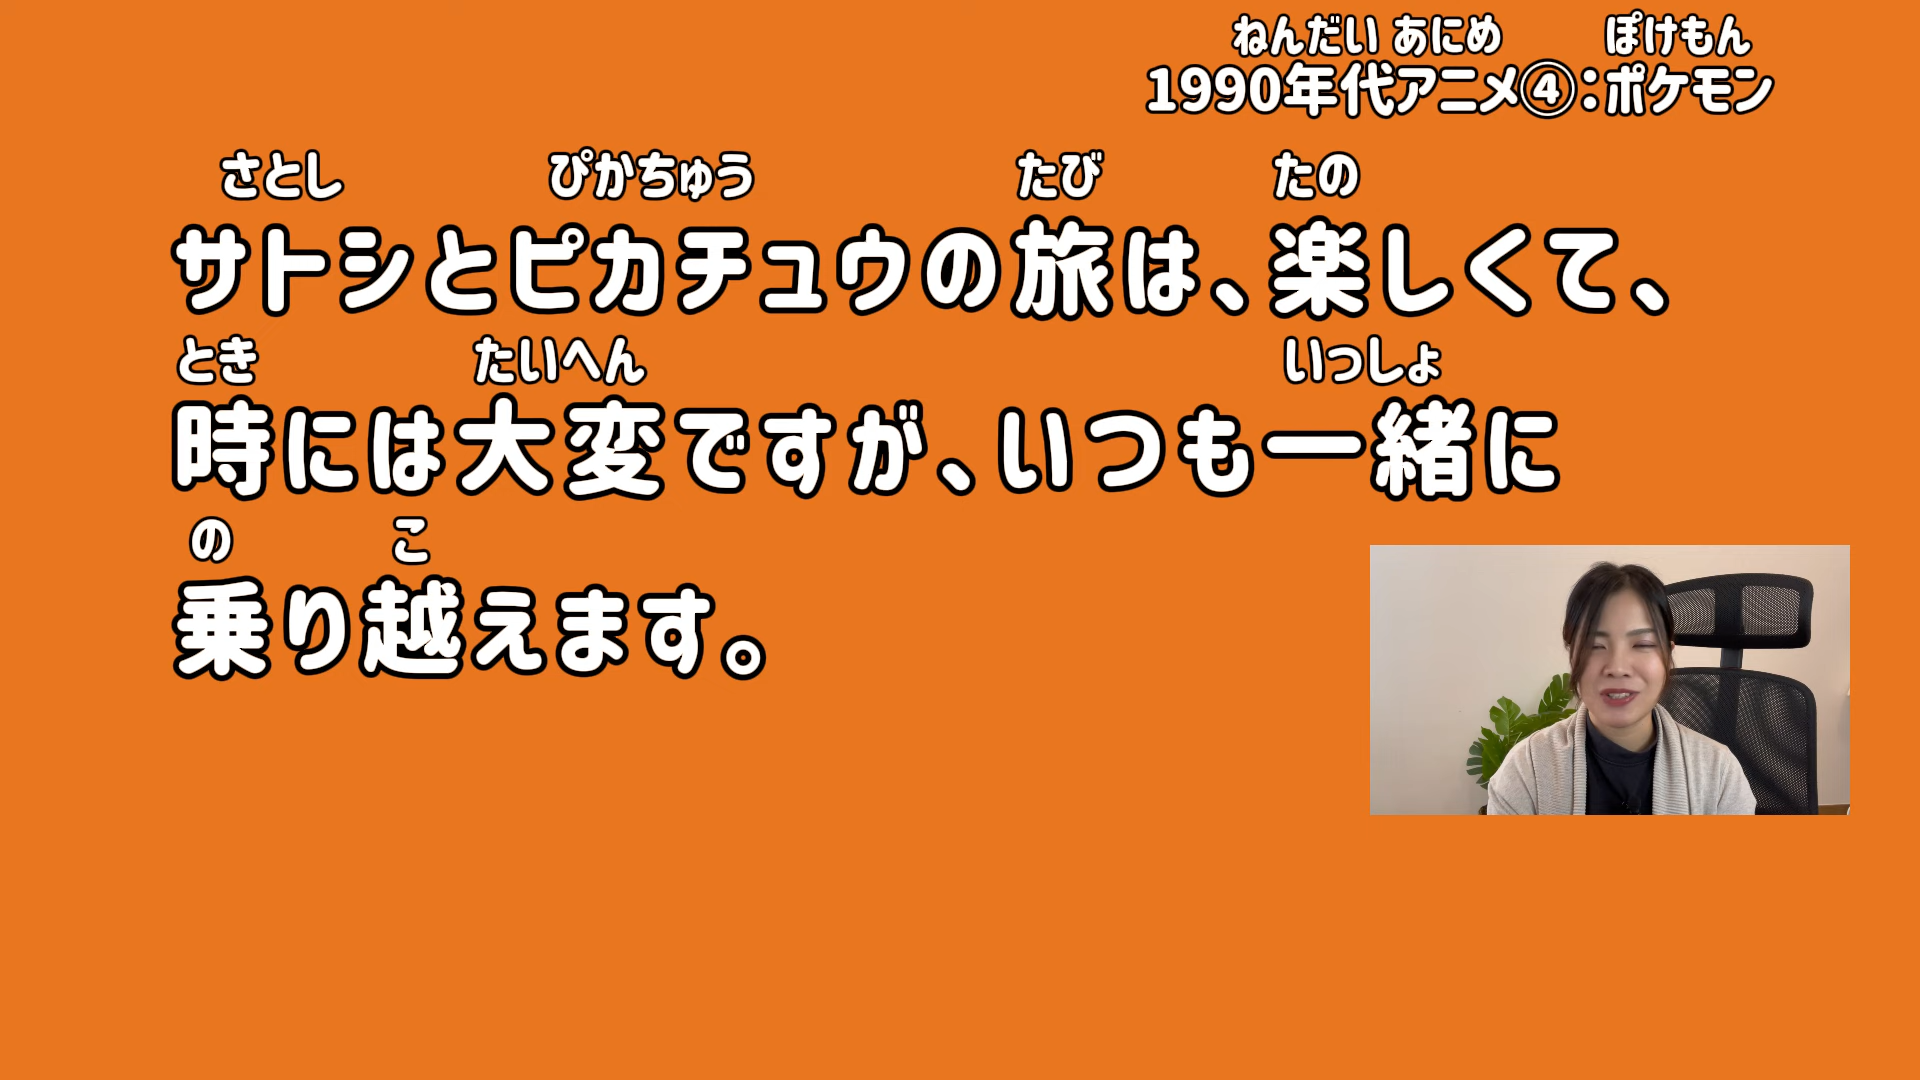 ねんだい あにめ ぽけもん
1990年代アニメ④：ポケモン
さとし ぴかちゅう たび たの
サトシとピカチュウの旅は、楽しくて、
とき たいへん いっしょ
時には大変ですが、いつも一緒に
の こ
乗り越えます。